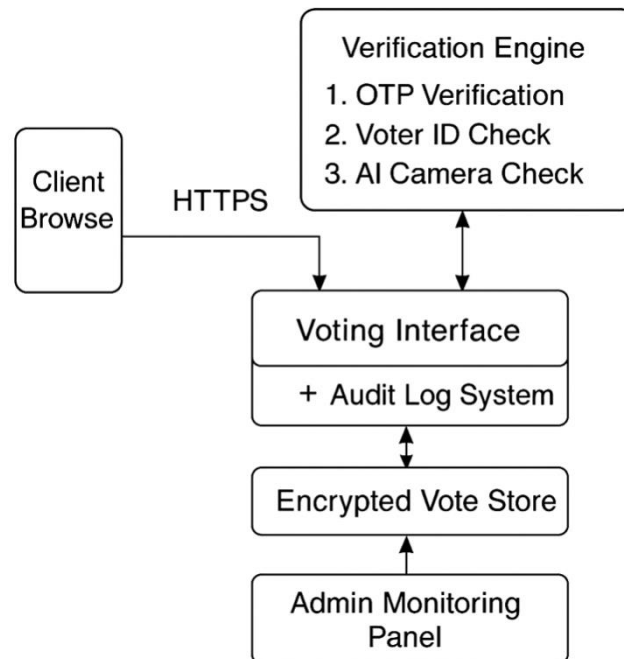 Verification Engine
1. OTP Verification
2. Voter ID Check
3. AI Camera Check
Client
Browse
HTTPS
Voting Interface
+ Audit Log System
Encrypted Vote Store
Admin Monitoring
Panel